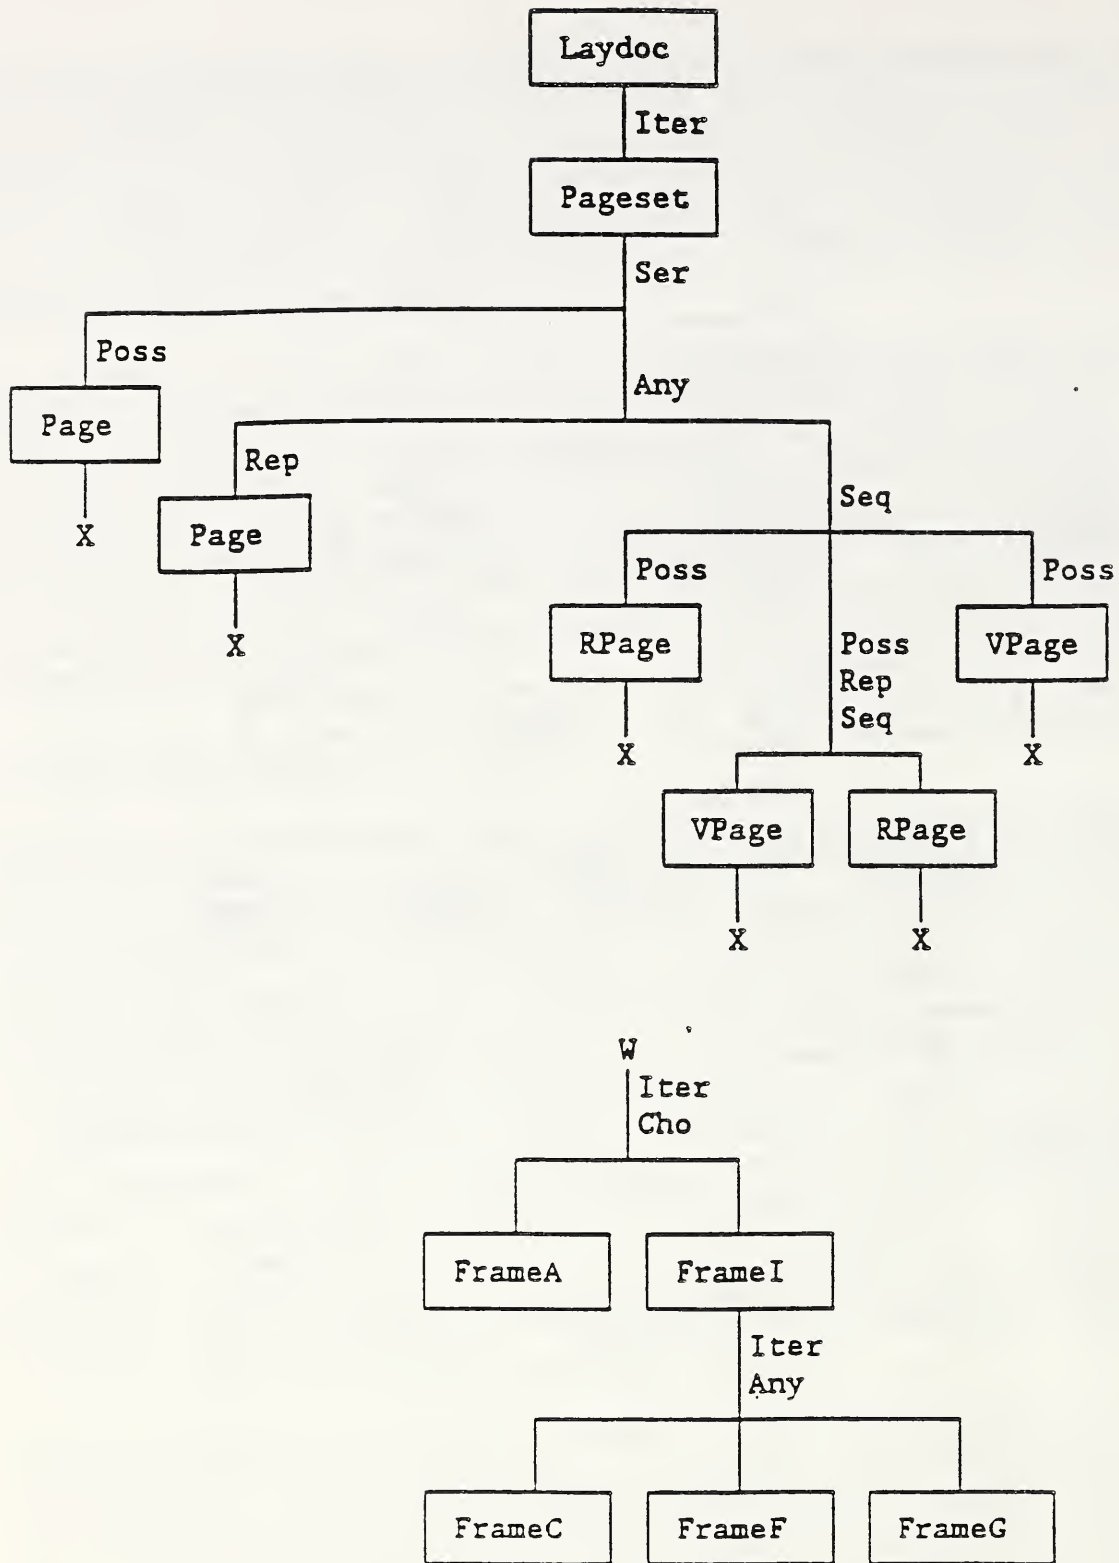 Laydoc
Iter
Pageset
Ser
Poss
Any
Page
Rep
Seq
X
Page
Poss
Poss
X
RPage
Poss
VPage
Rep
Seq
X
X
VPage
RPage
X
X
W
Iter
Cho
FrameA
FrameI
Iter
Any
FrameC
FrameF
FrameG